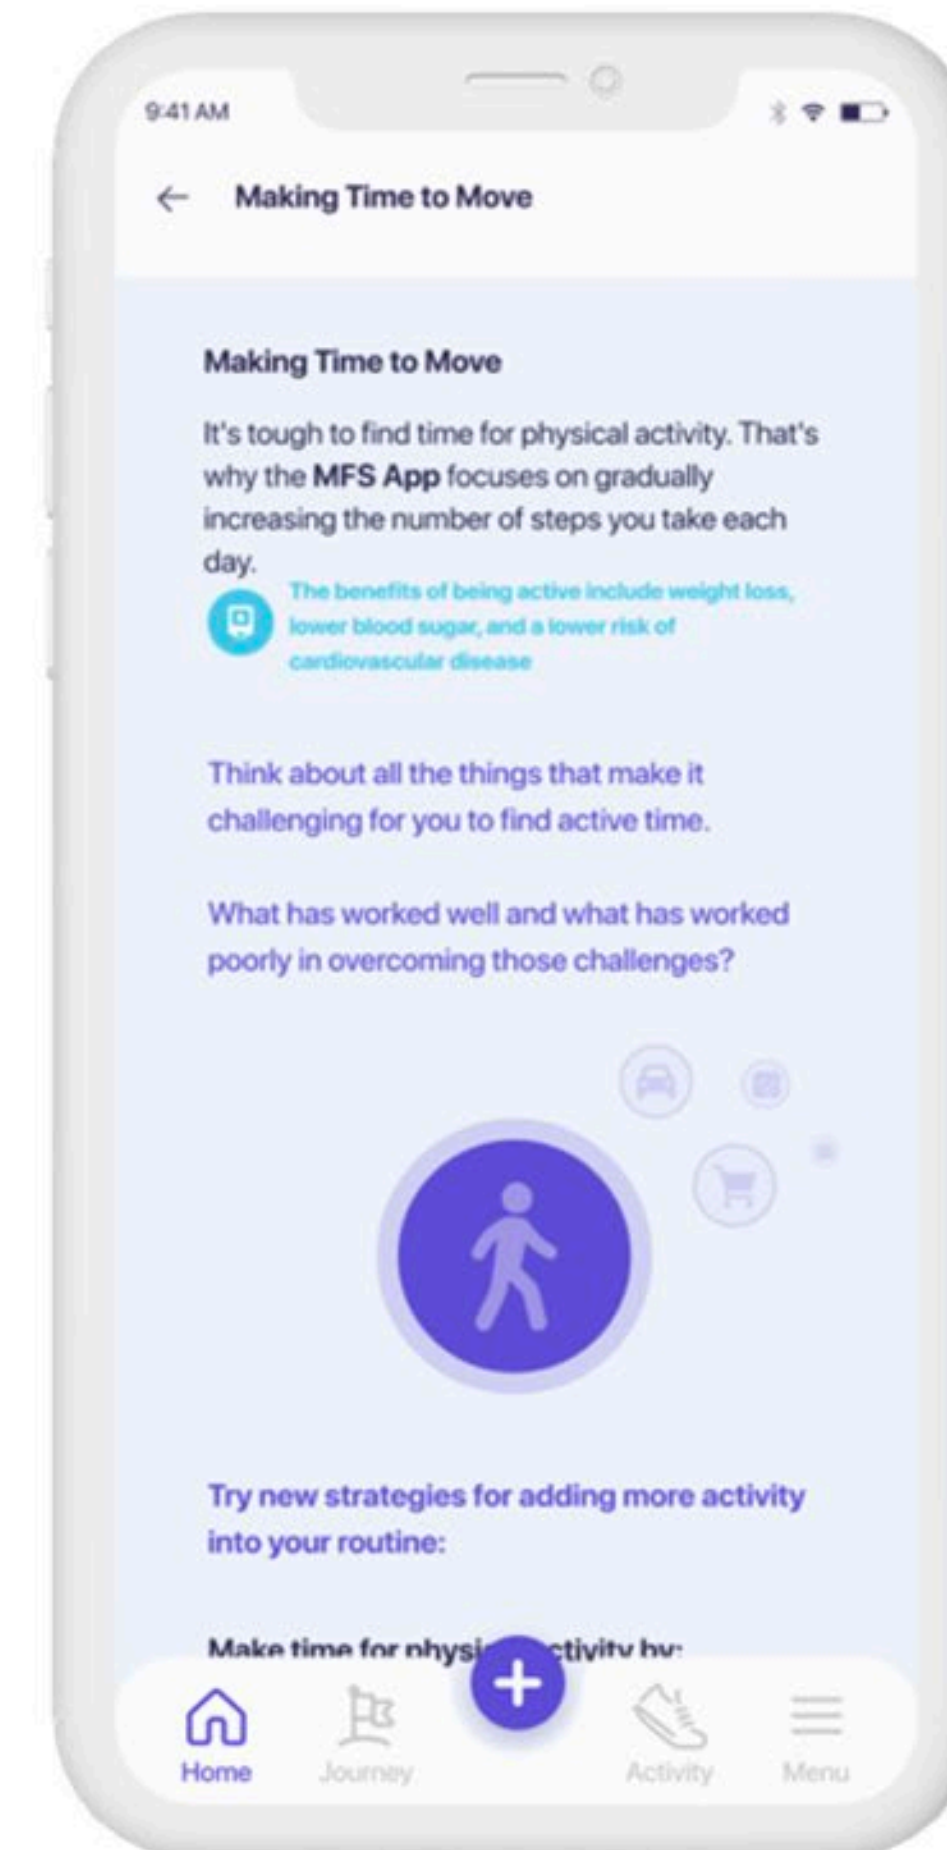 9:41 AM
Making Time to Move
Making Time to Move
It's tough to find time for physical activity. That's
why the MFS App focuses on gradually
increasing the number of steps you take each
day.
The benefits of being active include weight loss,
lower blood sugar, and a lower risk of
cardiovascular disease
Think about all the things that make it
challenging for you to find active time.
What has worked well and what has worked
poorly in overcoming those challenges?
Try new strategies for adding more activity
into your routine:
Make time for physi ctivity by:
Home
Journey
Activity
Menu